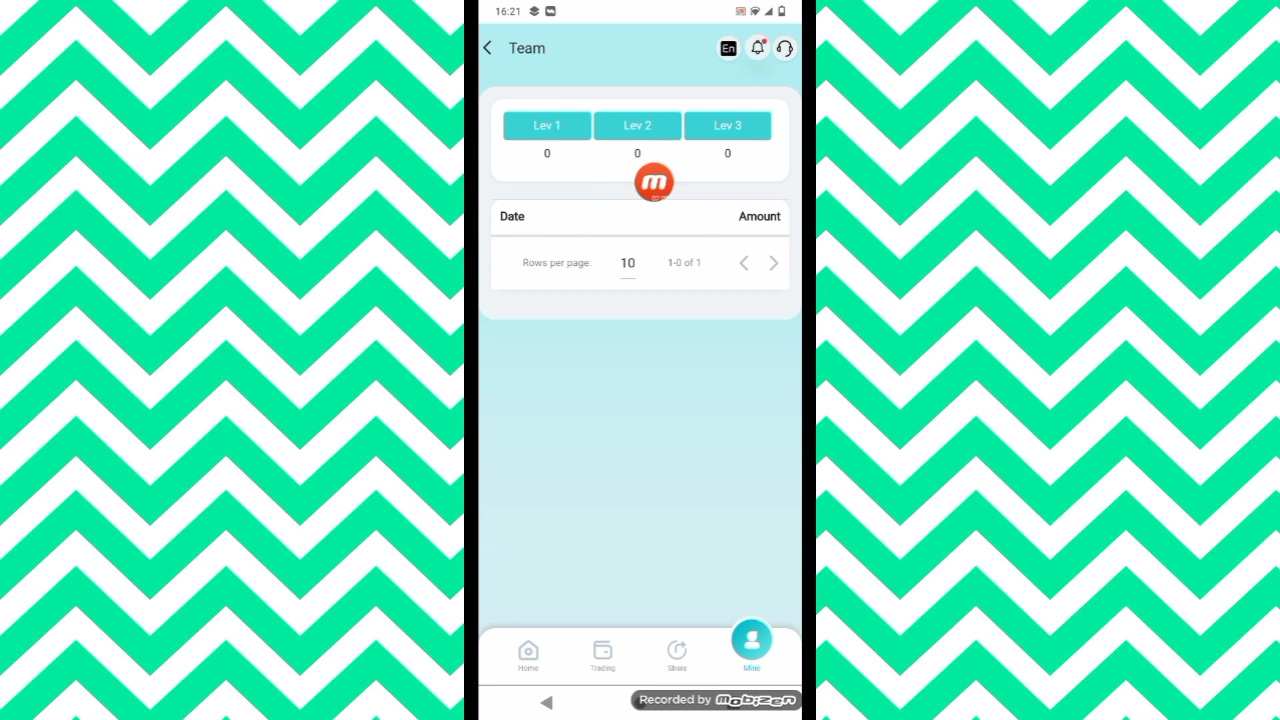 16:21
Team
En
Lev 1 Lev 2 Lev 3
0 0 0
m
Date Amount
Rows per page: 10 1-0 of 1
Home Trading Share Mine
Recorded by mobizen